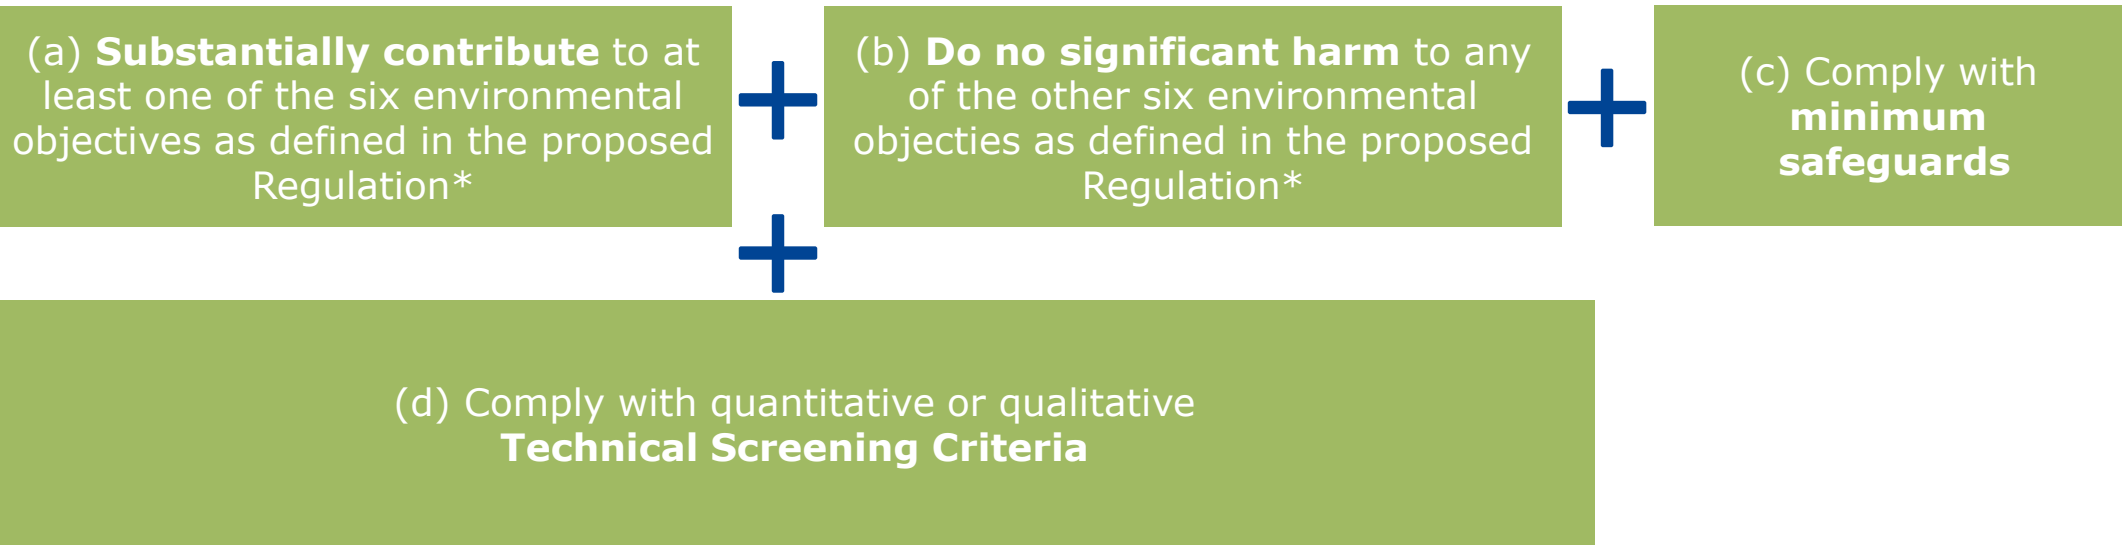 (a) Substantially contribute to at
least one of the six environmental
objectives as defined in the proposed
Regulation*
(b) Do no significant harm to any
of the other six environmental
objecties as defined in the proposed
Regulation*
(c) Comply with
minimum
safeguards
(d) Comply with quantitative or qualitative
Technical Screening Criteria